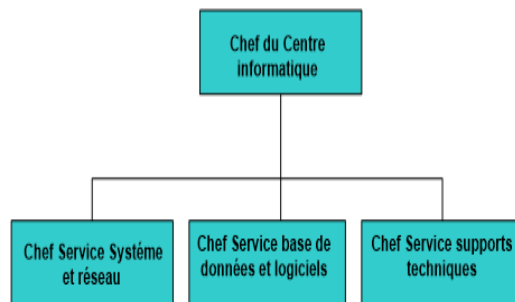 Chef du Centre
informatique
Chef Service Systéme
et réseau
Chef Service base de
données et logiciels
Chef Service supports
techniques